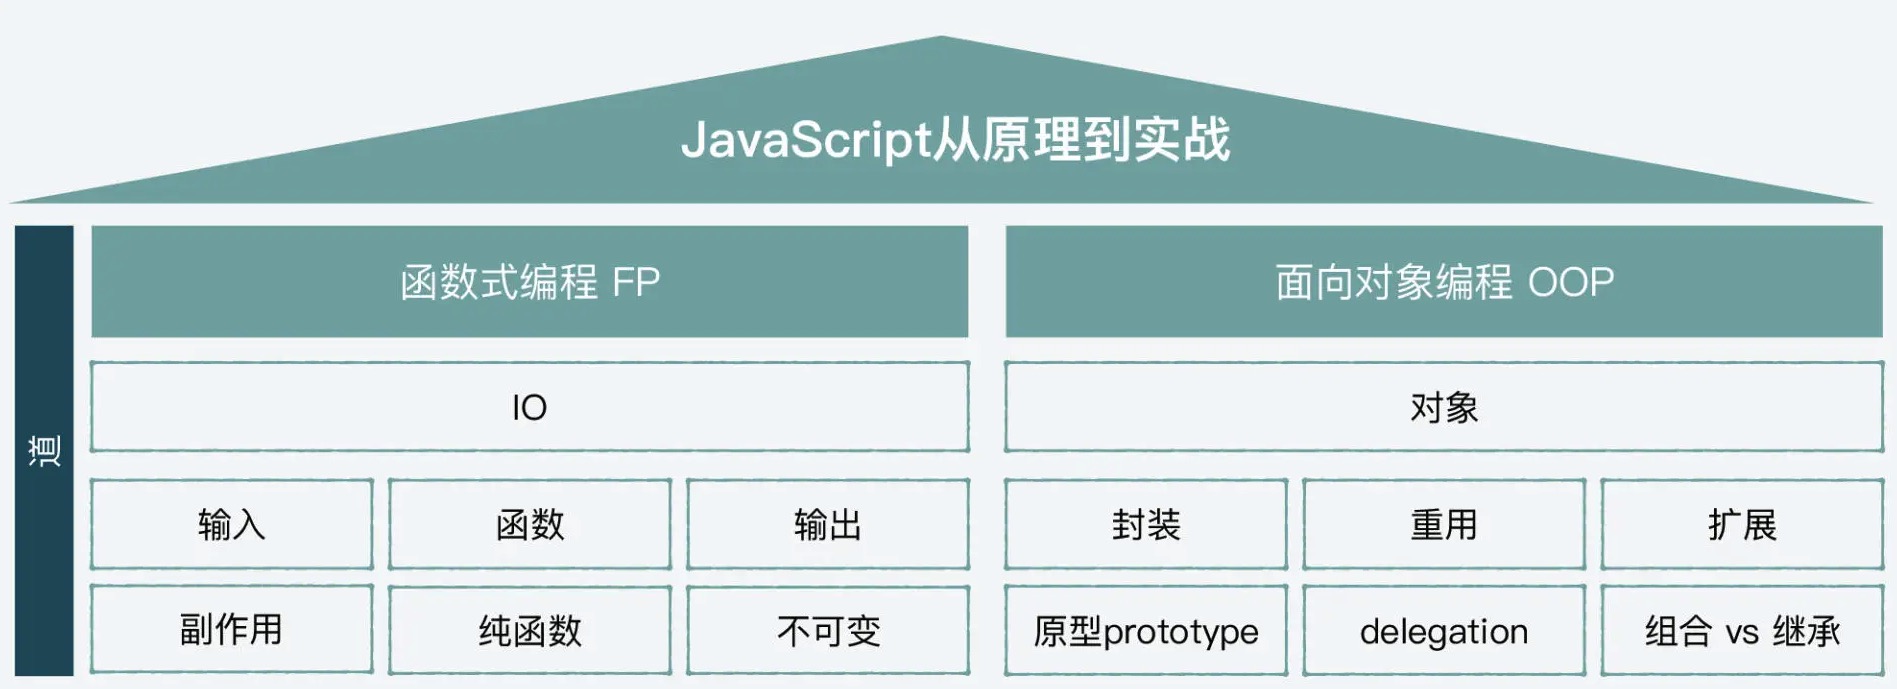 JavaScript从原理到实战
道
函数式编程 FP
面向对象编程 OOP
IO
对象
输入
函数
输出
封装
重用
扩展
副作用
纯函数
不可变
原型prototype
delegation
组合 vs 继承